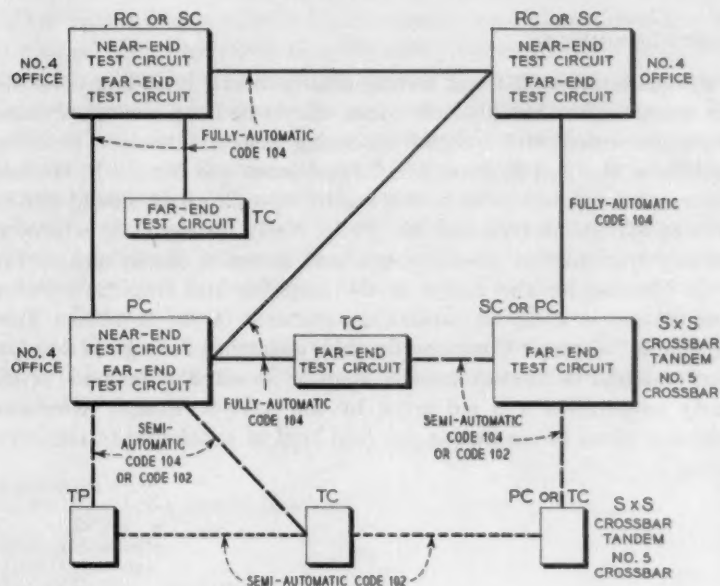 RC OR SC
RC OR SC
NO. 4
OFFICE
NEAR-END
TEST CIRCUIT
FAR-END
TEST CIRCUIT
NEAR-END
TEST CIRCUIT
FAR-END
TEST CIRCUIT
NO. 4
OFFICE
FULLY-AUTOMATIC
CODE 104
FAR-END
TEST CIRCUIT
TC
FULLY-AUTOMATIC
CODE 104
PC
NO. 4
OFFICE
NEAR-END
TEST CIRCUIT
FAR-END
TEST CIRCUIT
TC
FAR-END
TEST CIRCUIT
SC OR PC
FAR-END
TEST CIRCUIT
S X S
CROSSBAR
TANDEM
NO. 5
CROSSBAR
FULLY-AUTOMATIC
CODE 104
SEMI-
AUTOMATIC
CODE 104
OR CODE 102
SEMI-
AUTOMATIC
CODE 104
OR CODE 102
TP
TC
PC OR TC
S X S
CROSSBAR
TANDEM
NO. 5
CROSSBAR
SEMI-AUTOMATIC CODE 102